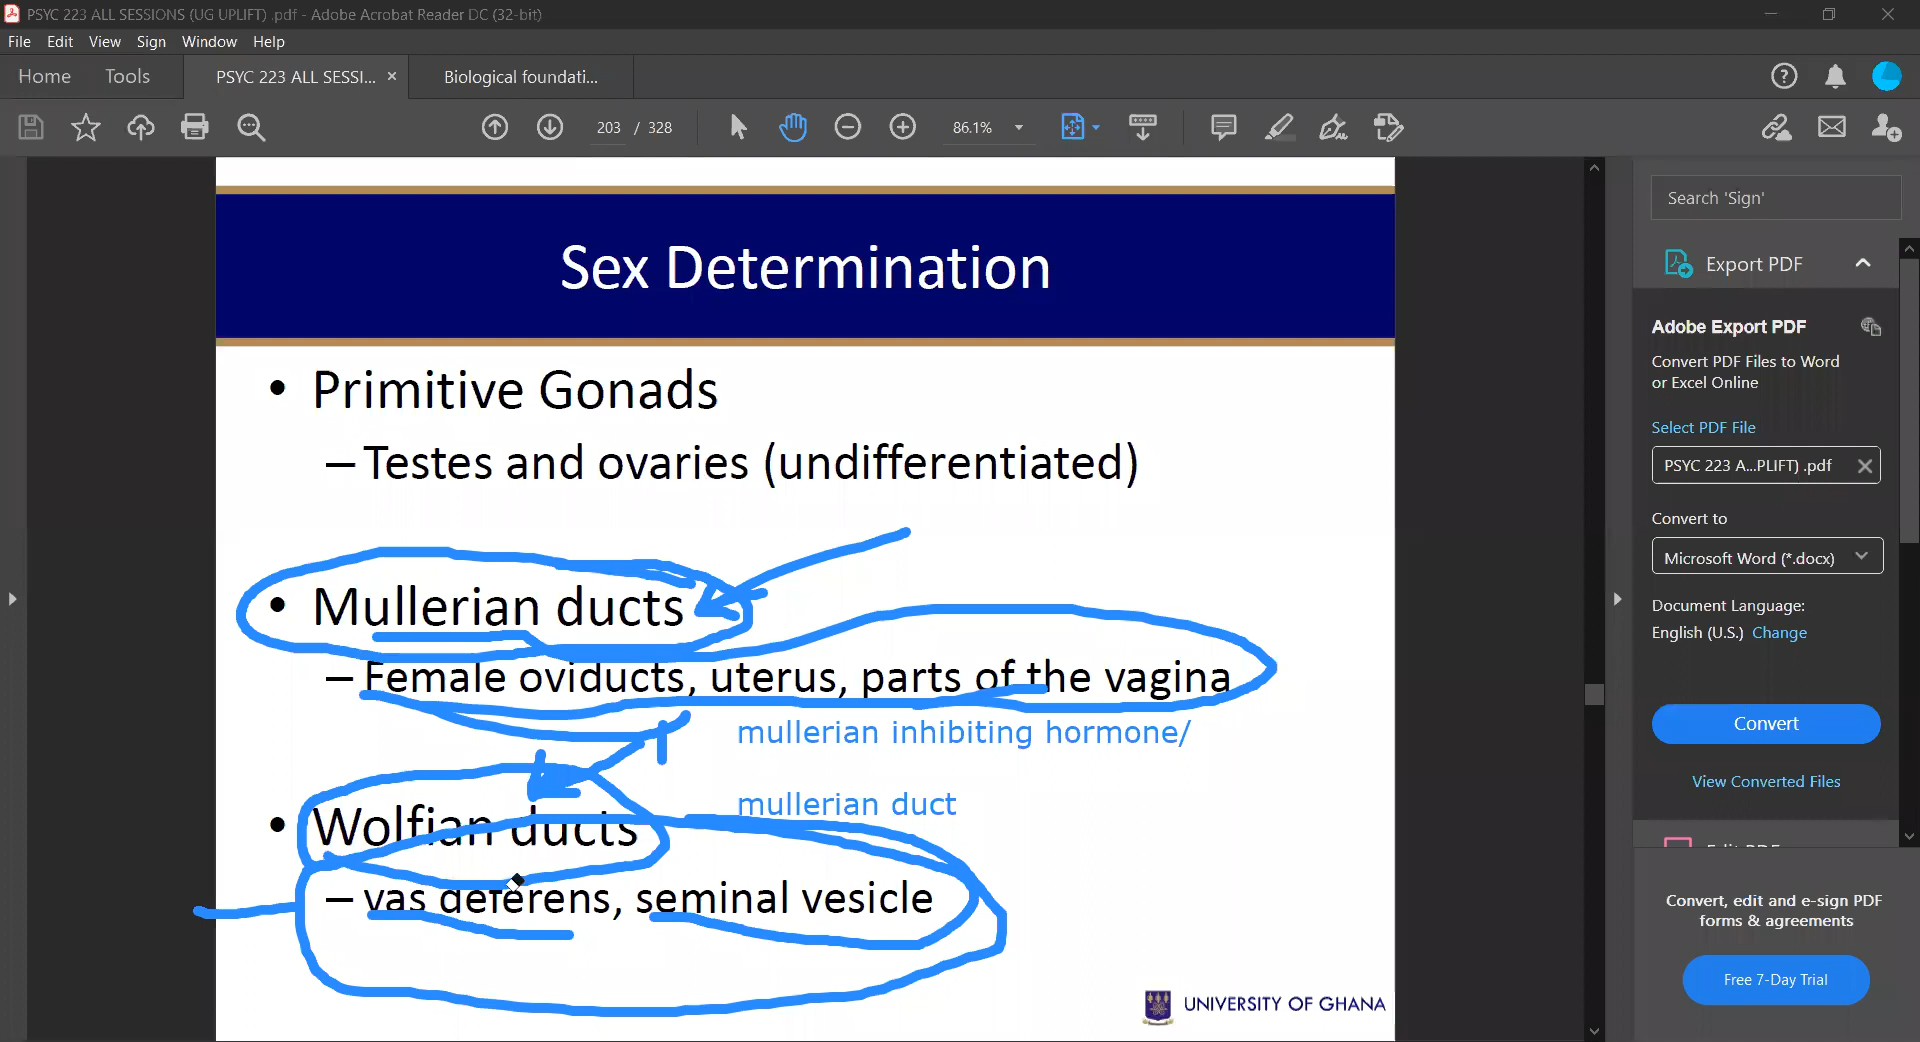 PSYC 223 ALL SESSIONS (UG UPLIFT) .pdf - Adobe Acrobat Reader DC (32-bit)
File Edit View Sign Window Help
Home Tools PSYC 223 ALL SESSI... × Biological foundati...
203 / 328 86.1%
Search 'Sign'
Export PDF
Adobe Export PDF
Convert PDF Files to Word
or Excel Online
Select PDF File
PSYC 223 A...PLIFT) .pdf
Convert to
Microsoft Word (*.docx)
Document Language:
English (U.S.) Change
Convert
View Converted Files
Convert, edit and e-sign PDF
forms & agreements
Free 7-Day Trial
Sex Determination
• Primitive Gonads
– Testes and ovaries (undifferentiated)
• Mullerian ducts
– Female oviducts, uterus, parts of the vagina
mullerian inhibiting hormone/
mullerian duct
• Wolfian ducts
– vas deferens, seminal vesicle
UNIVERSITY OF GHANA